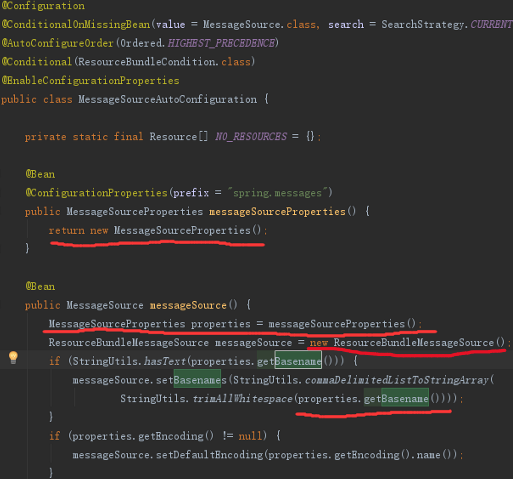 @Configuration
@ConditionalOnMissingBean(value = MessageSource.class, search = SearchStrategy.CURRENT
@AutoConfigureOrder(Ordered.HIGHEST_PRECEDENCE)
@Conditional(ResourceBundleCondition.class)
@EnableConfigurationProperties
public class MessageSourceAutoConfiguration {
private static final Resource[] NO_RESOURCES = {};
@Bean
@ConfigurationProperties(prefix = "spring.messages")
public MessageSourceProperties messageSourceProperties() {
return new MessageSourceProperties();
}
@Bean
public MessageSource messageSource() {
MessageSourceProperties properties = messageSourceProperties();
ResourceBundleMessageSource messageSource = new ResourceBundleMessageSource();
if (StringUtils.hasText(properties.getBasename())) {
messageSource.setBasenames(StringUtils.commaDelimitedListToStringArray(
StringUtils.trimAllWhitespace(properties.getBasename())));
}
if (properties.getEncoding() != null) {
messageSource.setDefaultEncoding(properties.getEncoding().name());
}